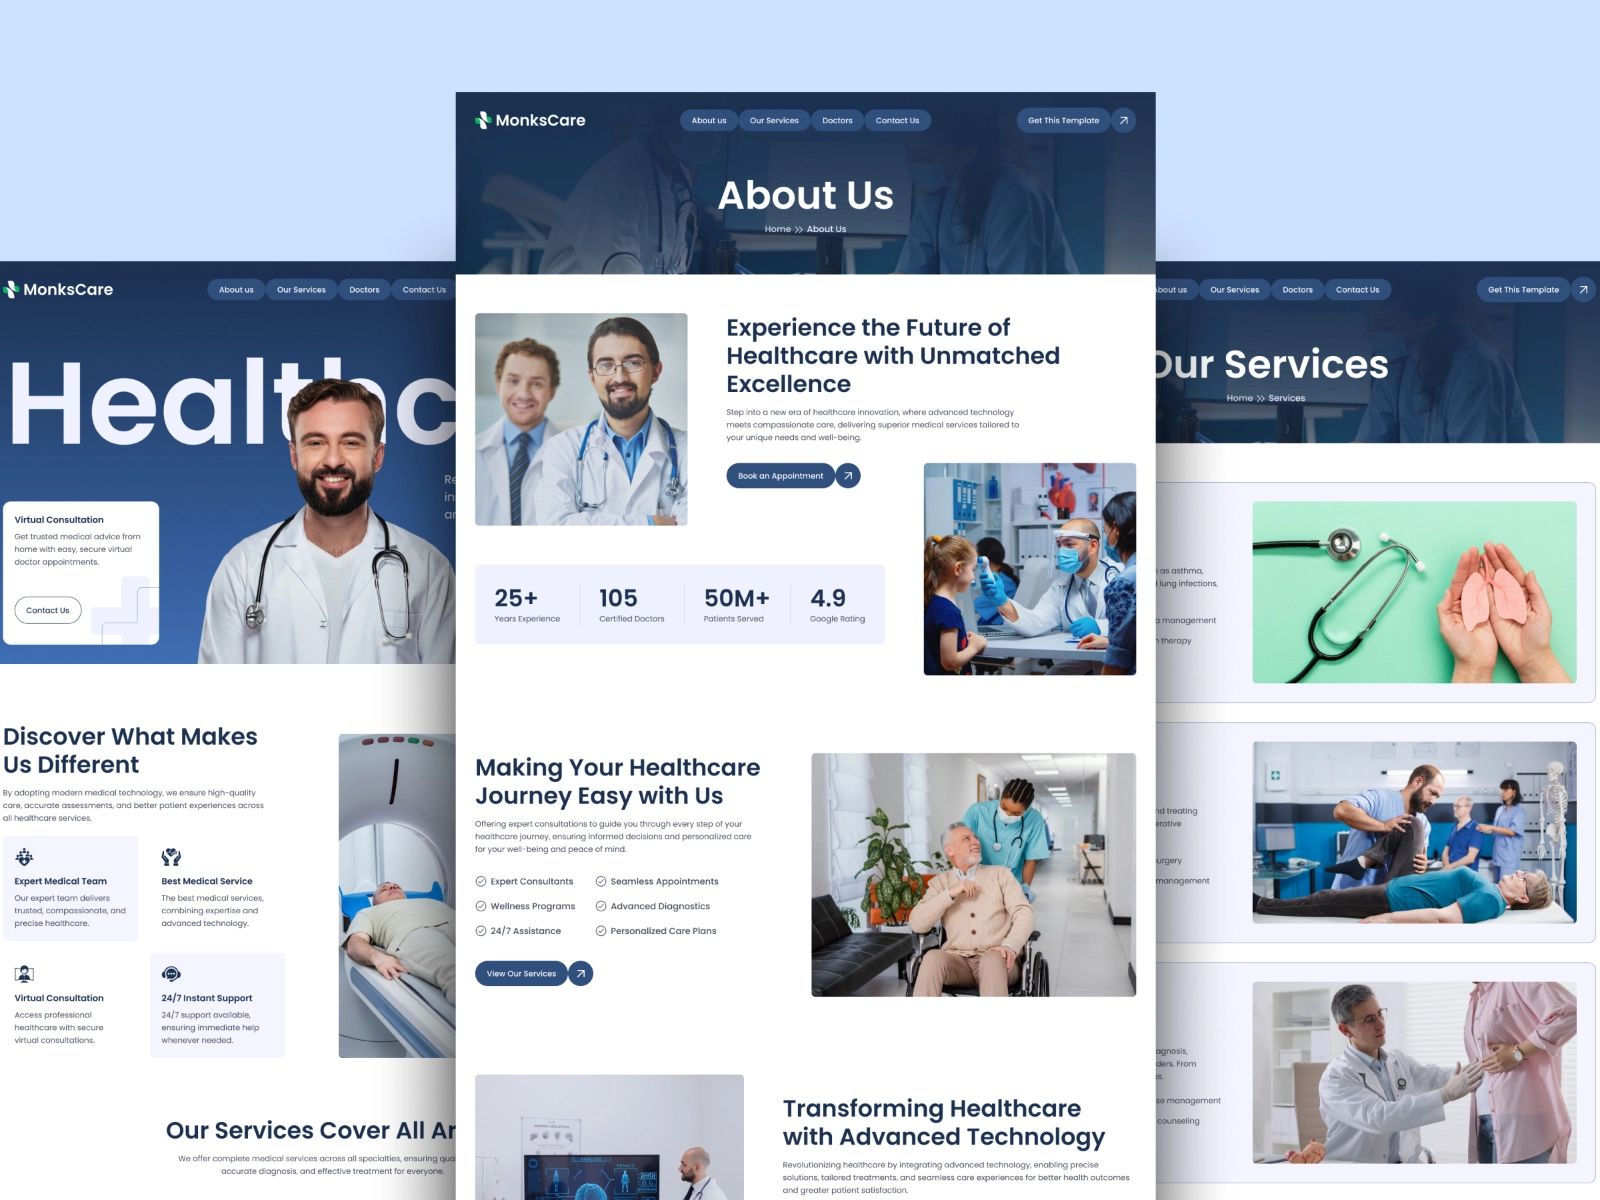 MonksCare
About us
Our Services
Doctors
Contact Us
Get This Template
About Us
Home
About Us
Experience the Future of
Healthcare with Unmatched
Excellence
Step into a new era of healthcare innovation, where advanced technology
meets compassionate care, delivering superior medical services tailored to
your unique needs and well-being.
Book an Appointment
25+
Years Experience
105
Certified Doctors
50M+
Patients Served
4.9
Google Rating
Making Your Healthcare
Journey Easy with Us
Offering expert consultations to guide you through every step of your
healthcare journey, ensuring informed decisions and personalized care
for your well-being and peace of mind.
Expert Consultants
Seamless Appointments
Wellness Programs
Advanced Diagnostics
24/7 Assistance
Personalized Care Plans
View Our Services
Transforming Healthcare
with Advanced Technology
Revolutionizing healthcare by integrating advanced technology, enabling precise
solutions, tailored treatments, and seamless care experiences for better health outcomes
and greater patient satisfaction.
MonksCare
About us
Our Services
Doctors
Contact Us
Healthc
Re
in
an
Virtual Consultation
Get trusted medical advice from
home with easy, secure virtual
doctor appointments.
Contact Us
Discover What Makes
Us Different
By adopting modern medical technology, we ensure high-quality
care, accurate assessments, and better patient experiences across
all healthcare services.
Expert Medical Team
Our expert team delivers
trusted, compassionate, and
precise healthcare.
Best Medical Service
The best medical services,
combining expertise and
advanced technology.
Virtual Consultation
Access professional
healthcare with secure
virtual consultations.
24/7 Instant Support
24/7 support available,
ensuring immediate help
whenever needed.
Our Services Cover All Ar
We offer complete medical services across all specialties, ensuring qua
accurate diagnosis, and effective treatment for everyone.
bout us
Our Services
Doctors
Contact Us
Get This Template
Our Services
Home
Services
as asthma,
lung infections.
management
therapy
nd treating
erative
urgery
management
agnosis,
ders. From
s.
se management
counseling